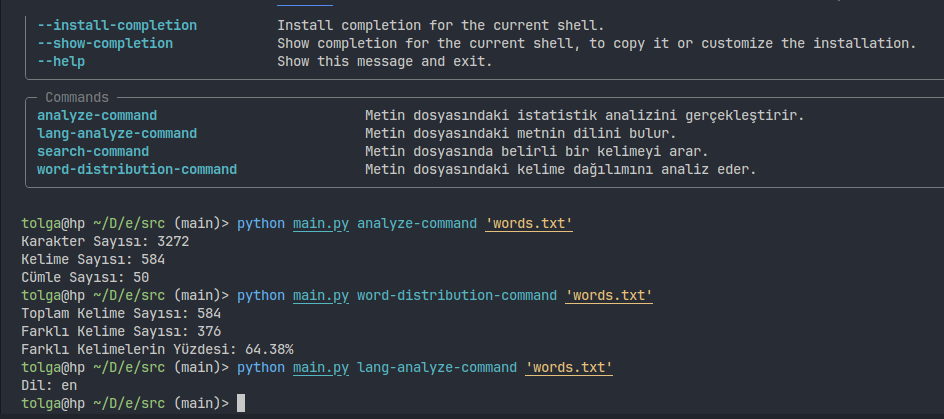 --install-completion Install completion for the current shell.
--show-completion Show completion for the current shell, to copy it or customize the installation.
--help Show this message and exit.
Commands
analyze-command Metin dosyasındaki istatistik analizini gerçekleştirir.
lang-analyze-command Metin dosyasındaki metnin dilini bulur.
search-command Metin dosyasında belirli bir kelimeyi arar.
word-distribution-command Metin dosyasındaki kelime dağılımını analiz eder.
tolga@hp ~/D/e/src (main)> python main.py analyze-command 'words.txt'
Karakter Sayısı: 3272
Kelime Sayısı: 584
Cümle Sayısı: 50
tolga@hp ~/D/e/src (main)> python main.py word-distribution-command 'words.txt'
Toplam Kelime Sayısı: 584
Farklı Kelime Sayısı: 376
Farklı Kelimelerin Yüzdesi: 64.38%
tolga@hp ~/D/e/src (main)> python main.py lang-analyze-command 'words.txt'
Dil: en
tolga@hp ~/D/e/src (main)>